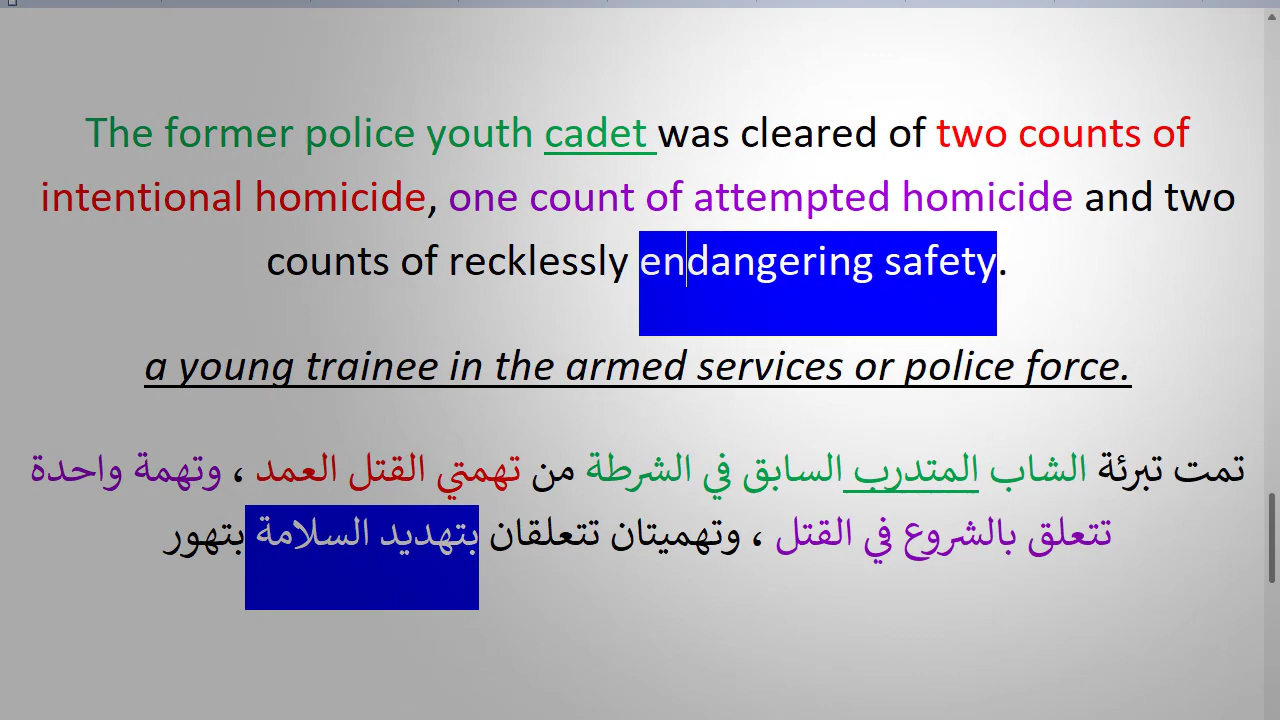 The former police youth cadet was cleared of two counts of
intentional homicide, one count of attempted homicide and two
counts of recklessly endangering safety.
a young trainee in the armed services or police force.
تمت تبرئة الشاب المتدرب السابق في الشرطة من تهمتي القتل العمد ، وتهمة واحدة
تتعلق بالشروع في القتل ، وتهميتان تتعلقان بتهديد السلامة بتهور